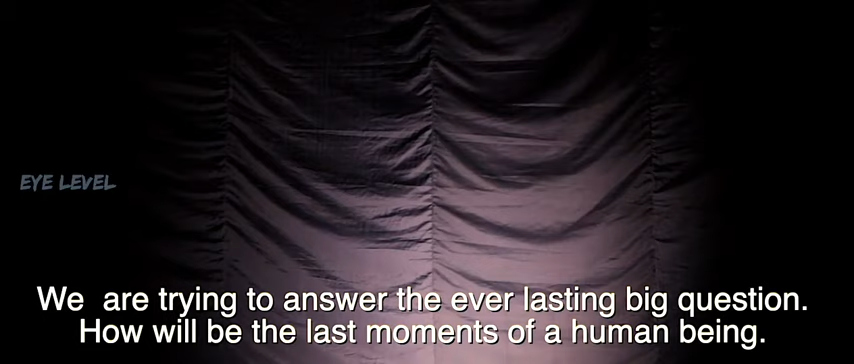 EYE LEVEL
We are trying to answer the ever lasting big question.
How will be the last moments of a human being.